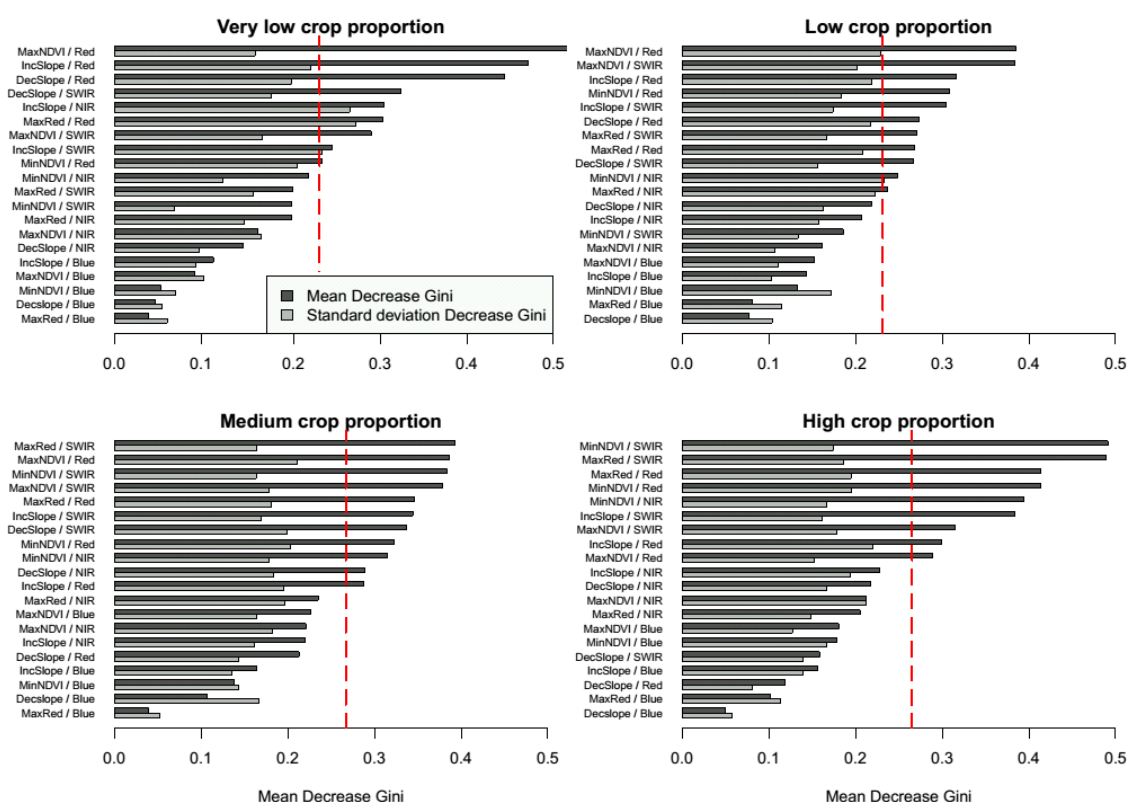 Very low crop proportion
MaxNDVI / Red
IncSlope / Red
DecSlope / Red
DecSlope / SWIR
IncSlope / NIR
MaxRed / Red
MaxNDVI / SWIR
IncSlope / SWIR
MinNDVI / Red
MinNDVI / NIR
MaxRed / SWIR
MinNDVI / SWIR
MaxRed / NIR
MaxNDVI / NIR
DecSlope / NIR
IncSlope / Blue
MaxNDVI / Blue
MinNDVI / Blue
Decslope / Blue
MaxRed / Blue
Mean Decrease Gini
Standard deviation Decrease Gini
0.0 0.1 0.2 0.3 0.4 0.5
Low crop proportion
MaxNDVI / Red
MaxNDVI / SWIR
IncSlope / Red
MinNDVI / Red
IncSlope / SWIR
DecSlope / Red
MaxRed / SWIR
MaxRed / Red
DecSlope / SWIR
MinNDVI / NIR
MaxRed / NIR
DecSlope / NIR
IncSlope / NIR
MinNDVI / SWIR
MaxNDVI / NIR
MaxNDVI / Blue
IncSlope / Blue
MinNDVI / Blue
MaxRed / Blue
Decslope / Blue
0.0 0.1 0.2 0.3 0.4 0.5
Medium crop proportion
MaxRed / SWIR
MaxNDVI / Red
MinNDVI / SWIR
MaxNDVI / SWIR
MaxRed / Red
IncSlope / SWIR
DecSlope / SWIR
MinNDVI / Red
MinNDVI / NIR
DecSlope / NIR
IncSlope / Red
MaxRed / NIR
MaxNDVI / Blue
MaxNDVI / NIR
IncSlope / NIR
DecSlope / Red
IncSlope / Blue
MinNDVI / Blue
Decslope / Blue
MaxRed / Blue
0.0 0.1 0.2 0.3 0.4 0.5
Mean Decrease Gini
High crop proportion
MinNDVI / SWIR
MaxRed / SWIR
MaxRed / Red
MinNDVI / Red
MinNDVI / NIR
IncSlope / SWIR
MaxNDVI / SWIR
IncSlope / Red
MaxNDVI / Red
IncSlope / NIR
DecSlope / NIR
MaxNDVI / NIR
MaxRed / NIR
MaxNDVI / Blue
MinNDVI / Blue
DecSlope / SWIR
IncSlope / Blue
DecSlope / Red
MaxRed / Blue
Decslope / Blue
0.0 0.1 0.2 0.3 0.4 0.5
Mean Decrease Gini